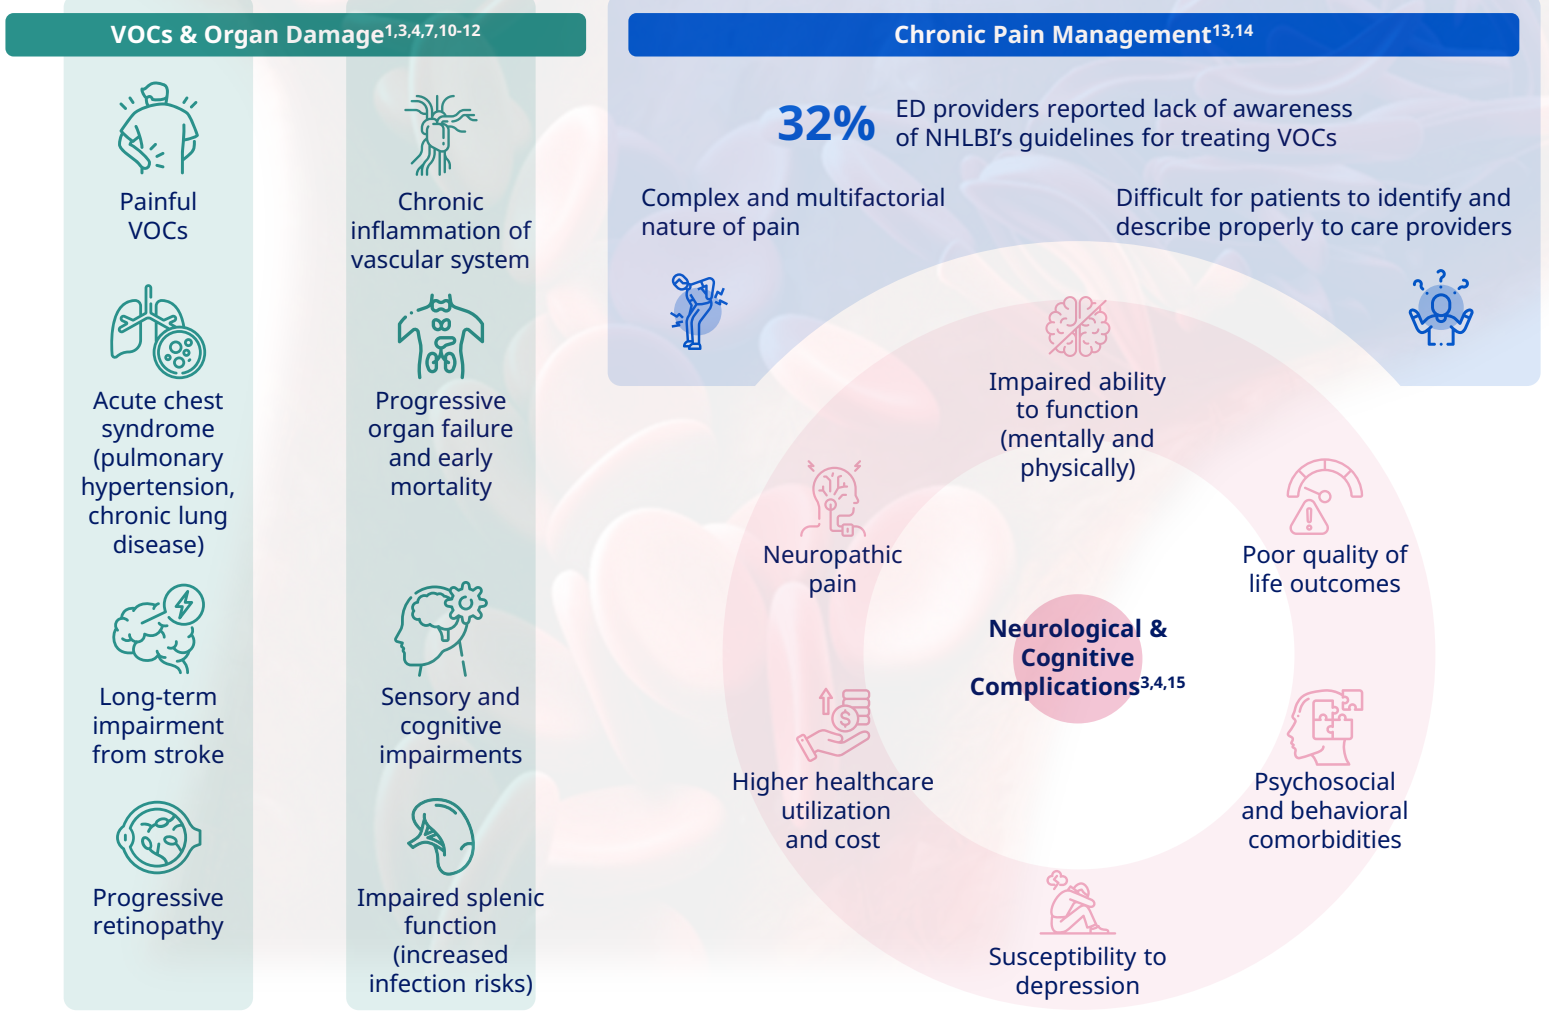 VOCs & Organ Damage1,3,4,7,10-12
Painful
VOCs
Chronic
inflammation of
vascular system
Acute chest
syndrome
(pulmonary
hypertension,
chronic lung
disease)
Progressive
organ failure
and early
mortality
Long-term
impairment
from stroke
Sensory and
cognitive
impairments
Progressive
retinopathy
Impaired splenic
function
(increased
infection risks)
Chronic Pain Management13,14
32%
ED providers reported lack of awareness
of NHLBI’s guidelines for treating VOCs
Complex and multifactorial
nature of pain
Difficult for patients to identify and
describe properly to care providers
Neurological &
Cognitive
Complications3,4,15
Impaired ability
to function
(mentally and
physically)
Poor quality of
life outcomes
Psychosocial
and behavioral
comorbidities
Susceptibility to
depression
Higher healthcare
utilization
and cost
Neuropathic
pain